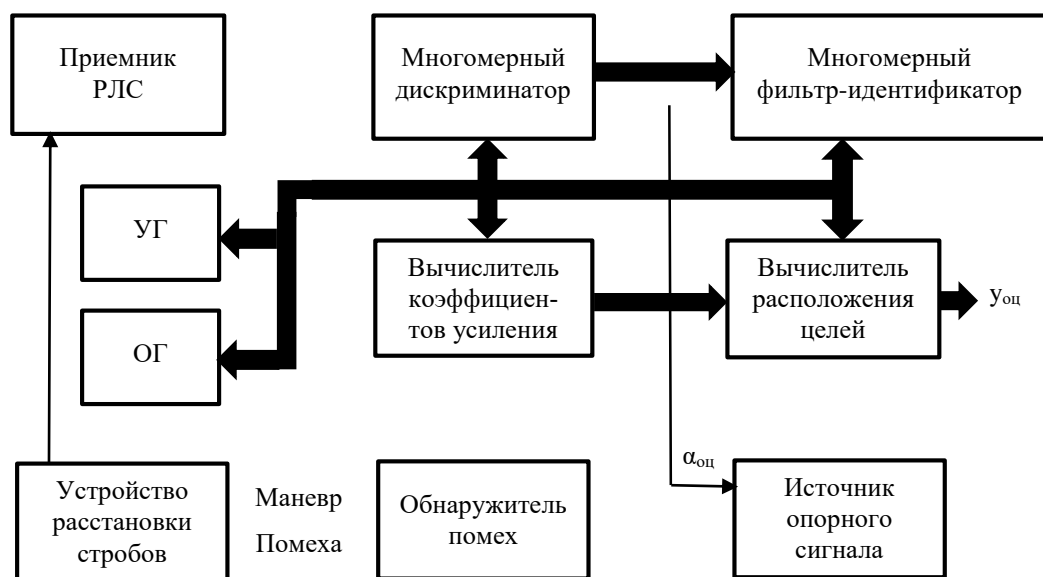 Приемник
РЛС
Многомерный
дискриминатор
Многомерный
фильтр-идентификатор
УГ
ОГ
Вычислитель
коэффициен-
тов усиления
Вычислитель
расположения
целей
уоц
αоц
Устройство
расстановки
стробов
Маневр
Помеха
Обнаружитель
помех
Источник
опорного
сигнала